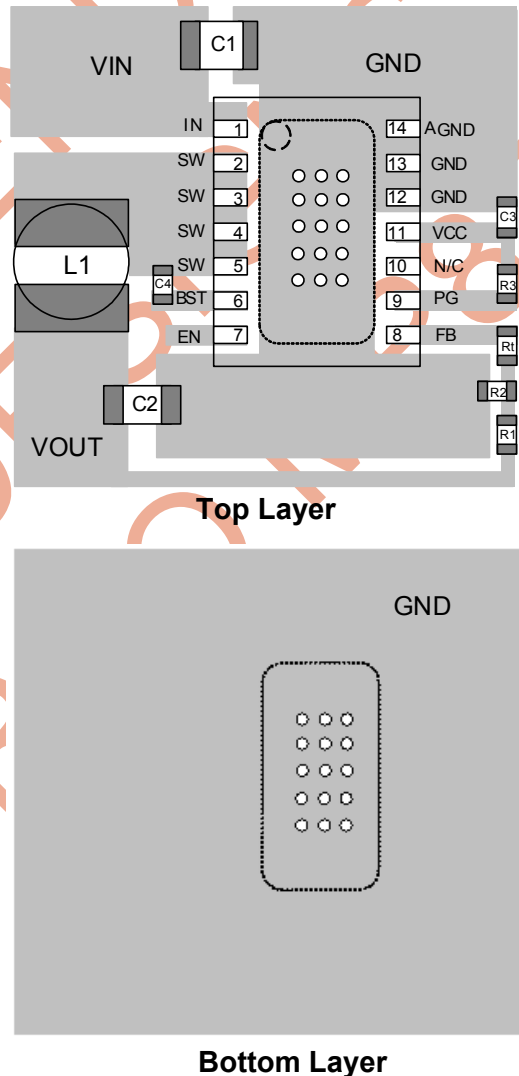 C1
VIN GND
IN 1 14 AGND
SW 2 13 GND
SW 3 12 GND
C3
SW 4 11 VCC
L1
SW 5 10 N/C
C4 R3
BST 6 9 PG
EN 7 8 FB
Rt
R2
C2
VOUT R1
Top Layer
GND
Bottom Layer